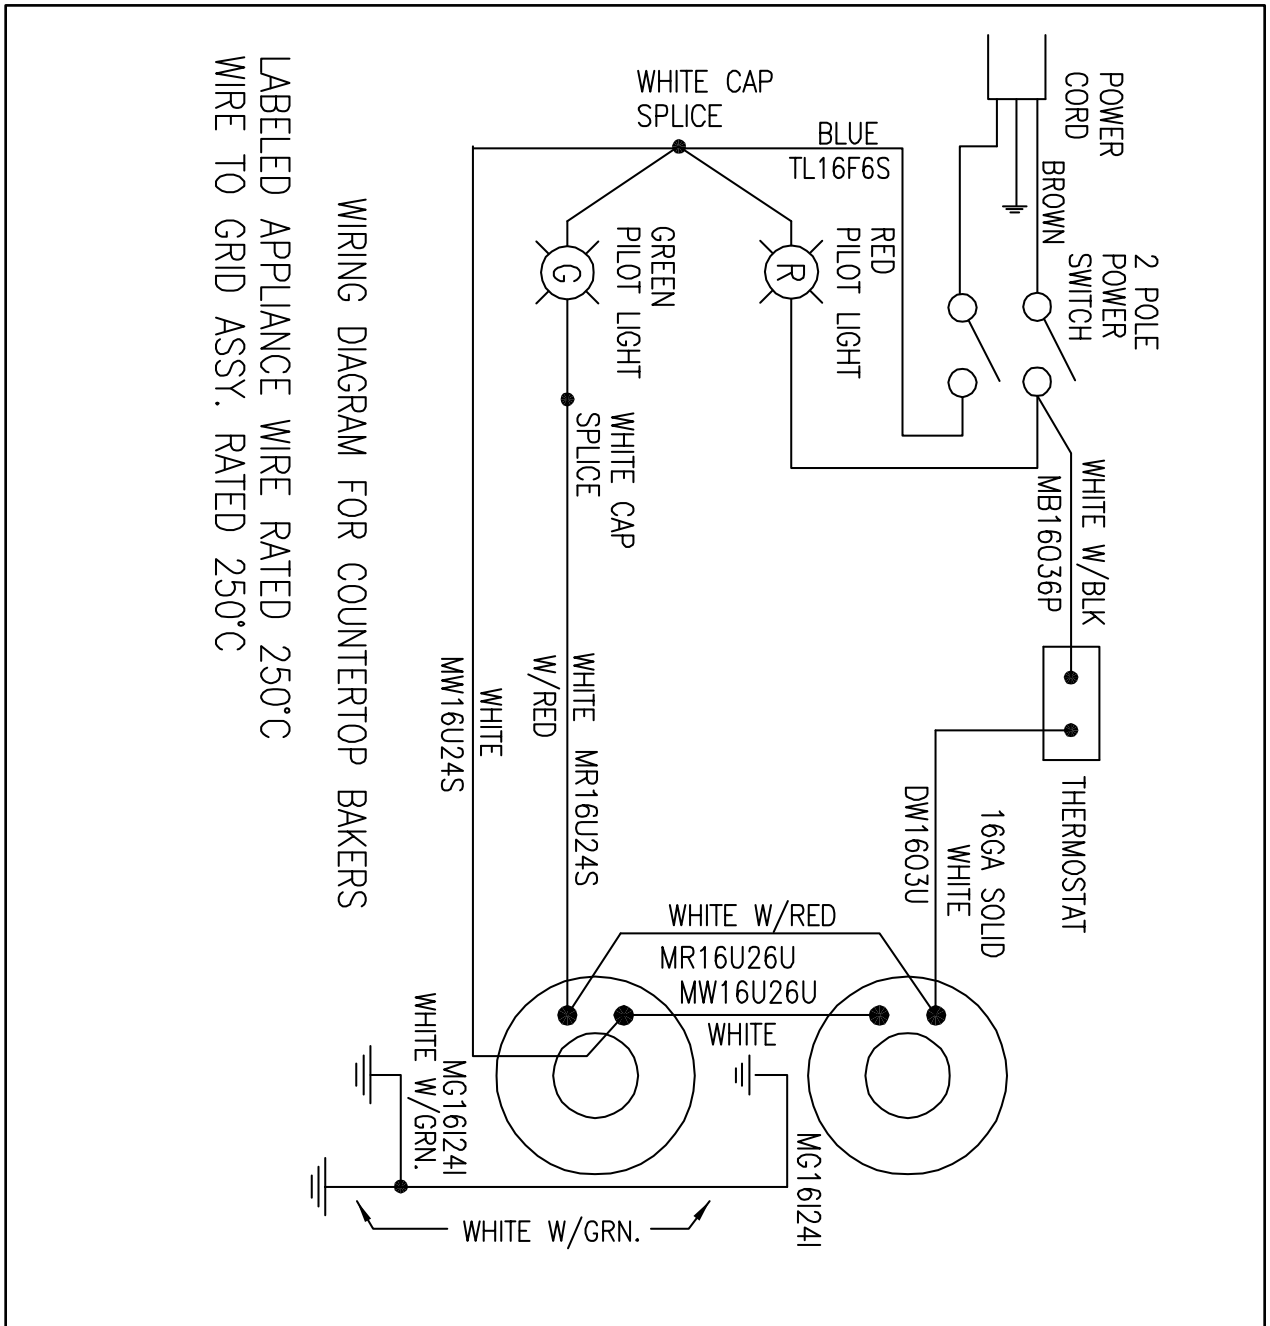 POWER
CORD
BROWN
2 POLE
POWER
SWITCH
WHITE CAP
SPLICE
BLUE
TL16F6S
RED
PILOT LIGHT
R
GREEN
PILOT LIGHT
G
WHITE CAP
SPLICE
WHITE W/BLK
MB16O36P
THERMOSTAT
16GA SOLID
WHITE
DW16O3U
WHITE MR16U24S
W/RED
WHITE
MW16U24S
WHITE W/RED
MR16U26U
MW16U26U
WHITE
MG16I24I
WHITE W/GRN.
MG16I24I
WHITE W/GRN.
WIRING DIAGRAM FOR COUNTERTOP BAKERS
LABELED APPLIANCE WIRE RATED 250°C
WIRE TO GRID ASSY. RATED 250°C